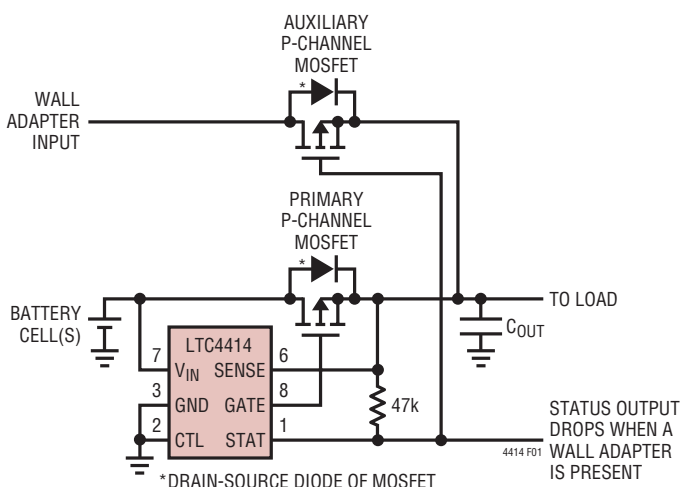 AUXILIARY
P-CHANNEL
MOSFET
*
WALL
ADAPTER
INPUT
PRIMARY
P-CHANNEL
MOSFET
*
BATTERY
CELL(S)
TO LOAD
COUT
LTC4414
7
VIN
SENSE
6
3
GND
GATE
8
2
CTL
STAT
1
47k
STATUS OUTPUT
DROPS WHEN A
WALL ADAPTER
IS PRESENT
4414 F01
*DRAIN-SOURCE DIODE OF MOSFET